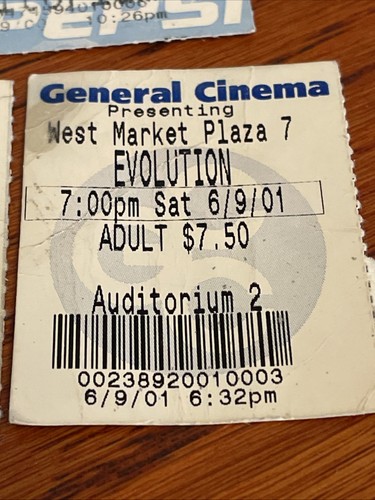 10:26pm
PEPSI
General Cinema
Presenting
West Market Plaza 7
EVOLUTION
7:00pm Sat 6/9/01
ADULT $7.50
Auditorium 2
00238920010003
6/9/01 6:32pm